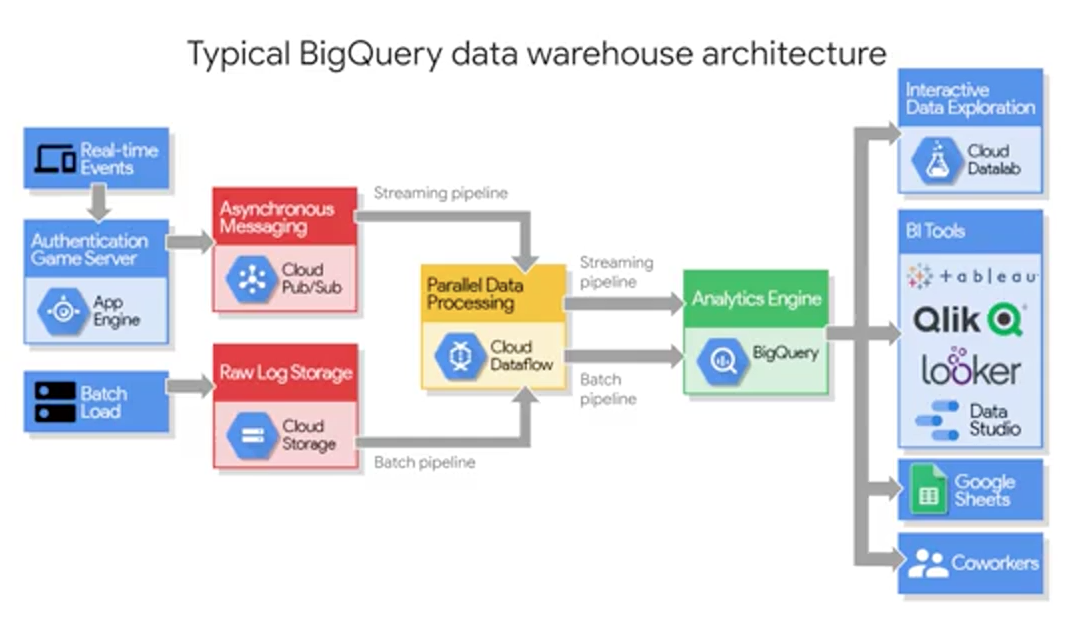 Typical BigQuery data warehouse architecture
Real-time
Events
Authentication
Game Server
App
Engine
Batch
Load
Asynchronous
Messaging
Cloud
Pub/Sub
Raw Log Storage
Cloud
Storage
Streaming pipeline
Batch pipeline
Parallel Data
Processing
Cloud
Dataflow
Streaming
pipeline
Batch
pipeline
Analytics Engine
BigQuery
Interactive
Data Exploration
Cloud
Datalab
BI Tools
+ableau
Qlik
looker
Data
Studio
Google
Sheets
Coworkers